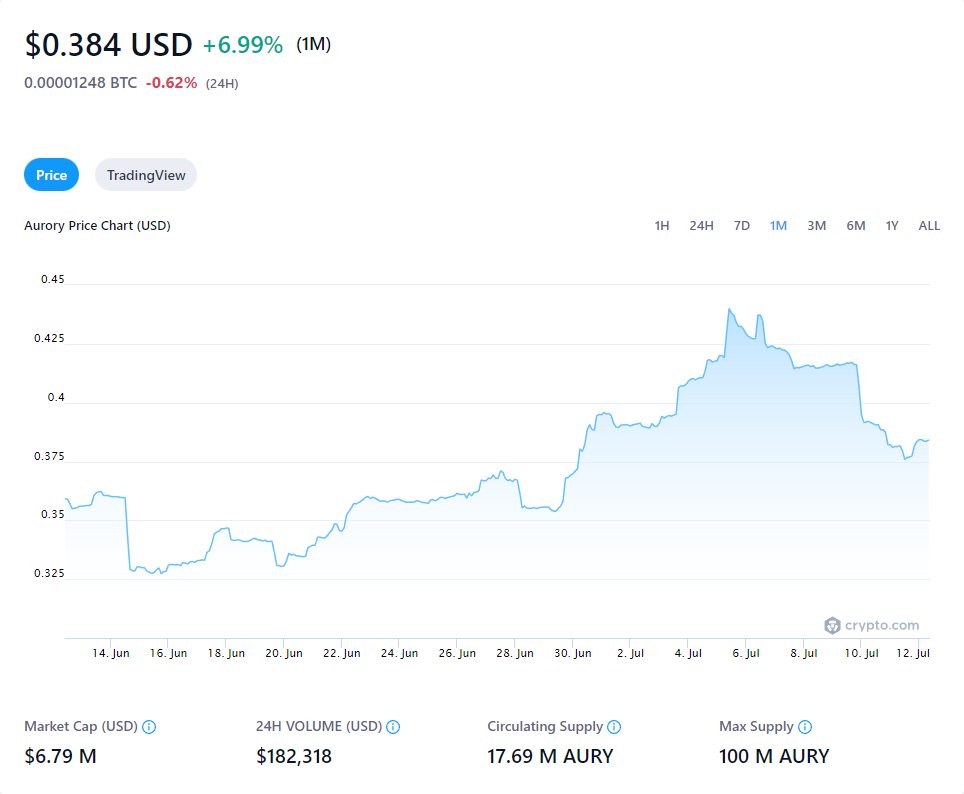 $0.384 USD +6.99% (1M)
0.00001248 BTC -0.62% (24H)
Price TradingView
Aurory Price Chart (USD) 1H 24H 7D 1M 3M 6M 1Y ALL
0.45
0.425
0.4
0.375
0.35
0.325
crypto.com
14. Jun 16. Jun 18. Jun 20. Jun 22. Jun 24. Jun 26. Jun 28. Jun 30. Jun 2. Jul 4. Jul 6. Jul 8. Jul 10. Jul 12. Jul
Market Cap (USD) 24H VOLUME (USD) Circulating Supply Max Supply
$6.79 M $182,318 17.69 M AURY 100 M AURY